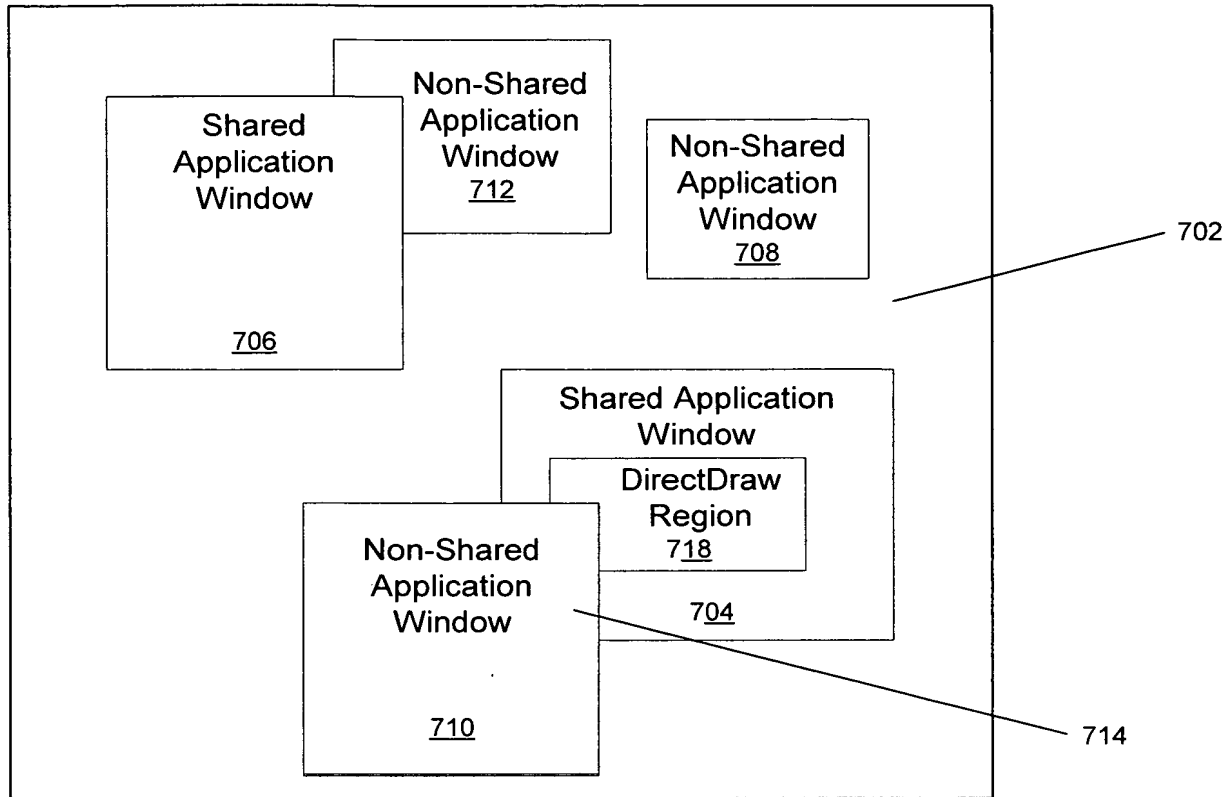 Non-Shared
Application
Window
712
Shared
Application
Window
706
Non-Shared
Application
Window
708
702
Shared Application
Window
DirectDraw
Region
718
704
Non-Shared
Application
Window
710
714